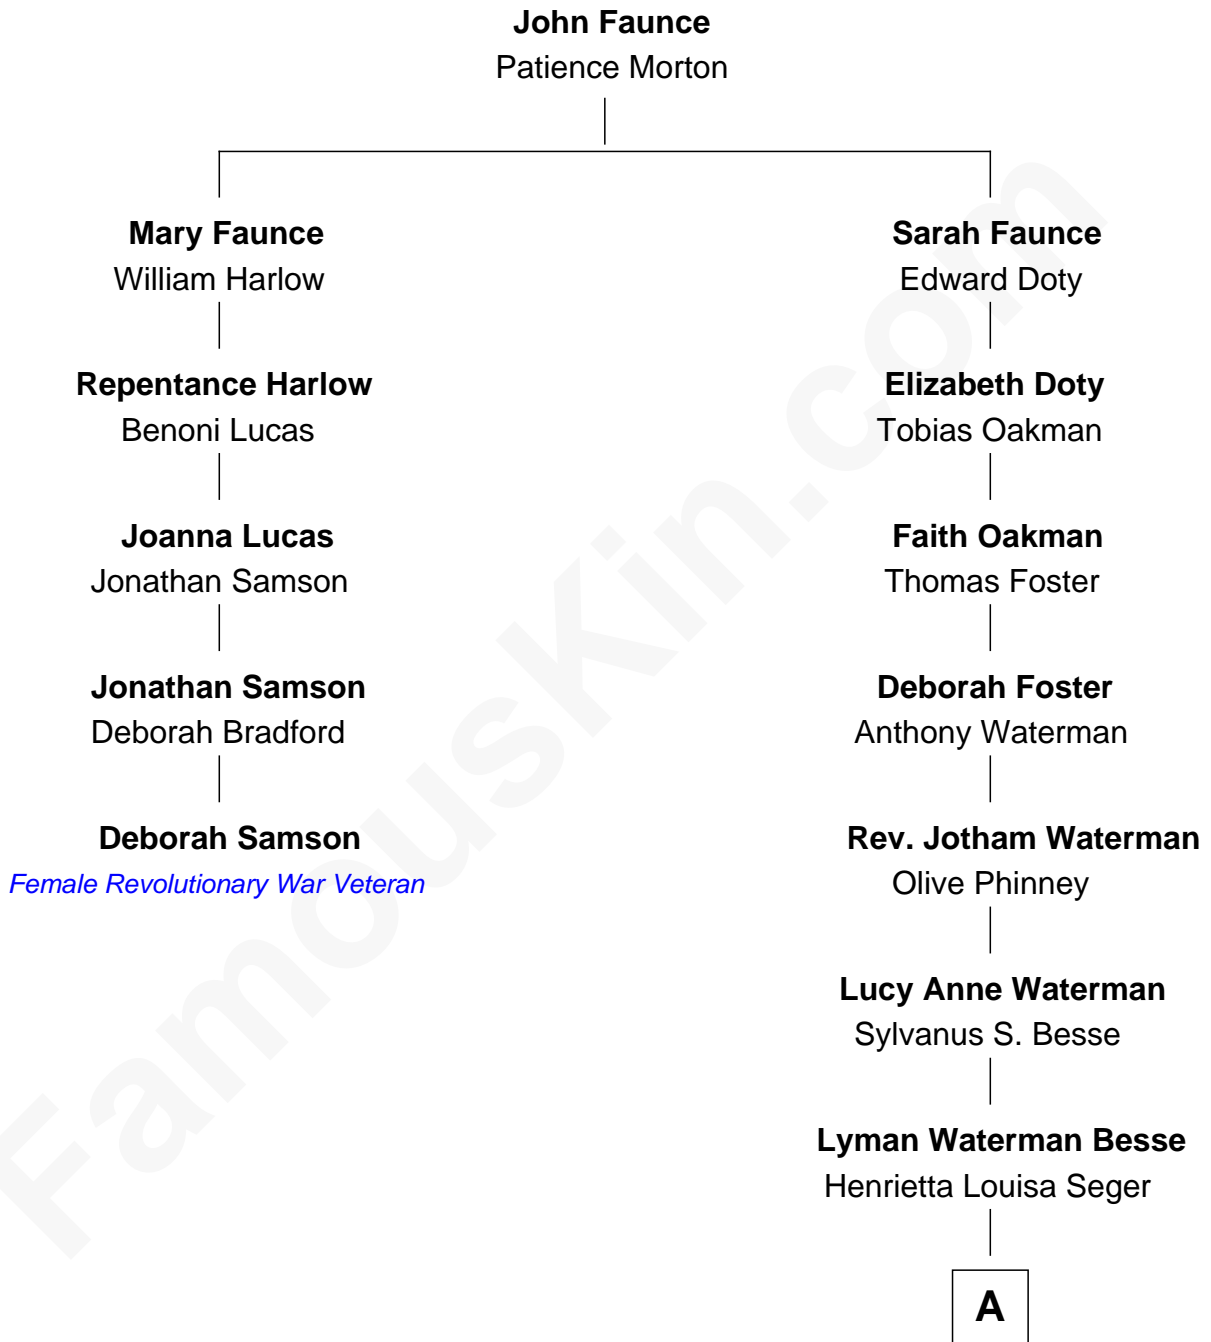 John Faunce
Patience Morton
Mary Faunce
William Harlow
Sarah Faunce
Edward Doty
Repentance Harlow
Benoni Lucas
Elizabeth Doty
Tobias Oakman
Joanna Lucas
Jonathan Samson
Faith Oakman
Thomas Foster
Jonathan Samson
Deborah Bradford
Deborah Foster
Anthony Waterman
Deborah Samson
Female Revolutionary War Veteran
Rev. Jotham Waterman
Olive Phinney
Lucy Anne Waterman
Sylvanus S. Besse
Lyman Waterman Besse
Henrietta Louisa Seger
A
FamousKin.com